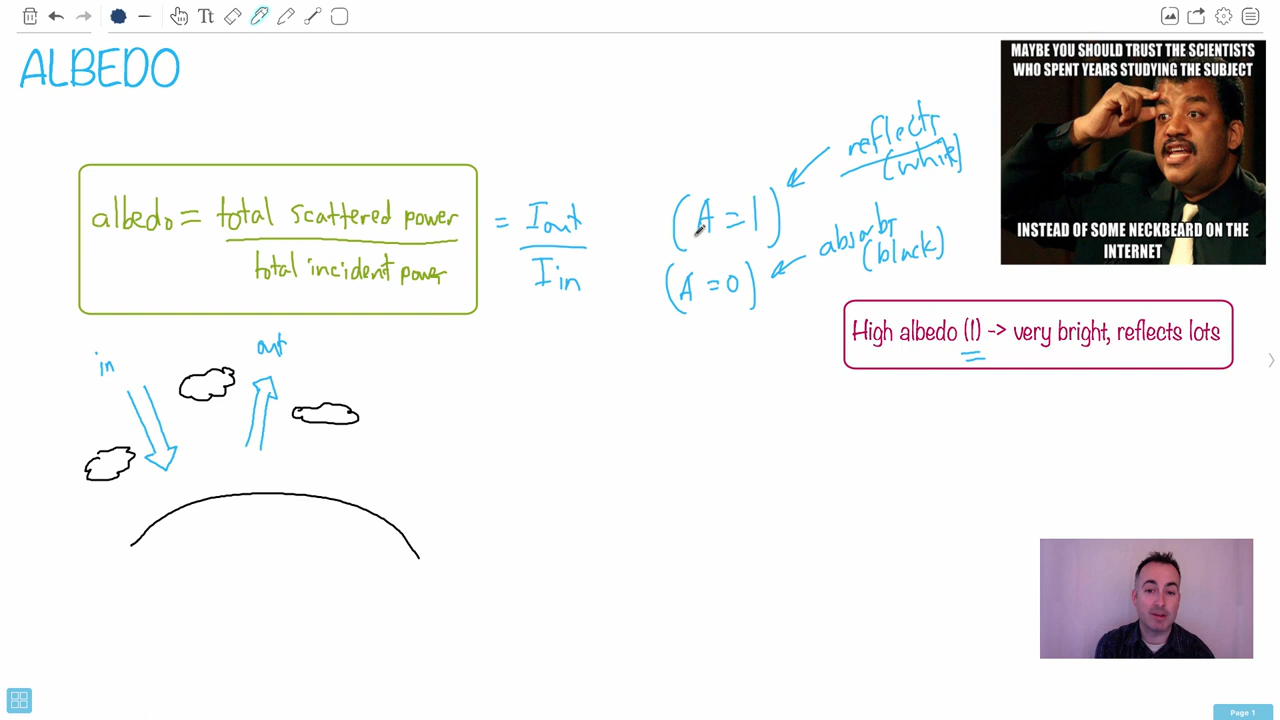 Tt
ALBEDO
albedo = total scattered power
total incident power
= Iout
Iin
(A = 1)
reflects
(white)
(A = 0)
absorbs
(black)
MAYBE YOU SHOULD TRUST THE SCIENTISTS
WHO SPENT YEARS STUDYING THE SUBJECT
INSTEAD OF SOME NECKBEARD ON THE
INTERNET
High albedo (1) -> very bright, reflects lots
in
out
Page 1